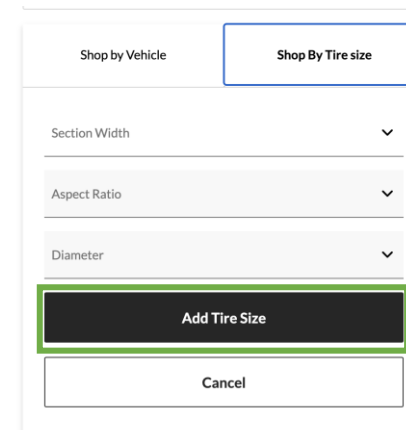 Shop by Vehicle
Shop By Tire size
Section Width
Aspect Ratio
Diameter
Add Tire Size
Cancel